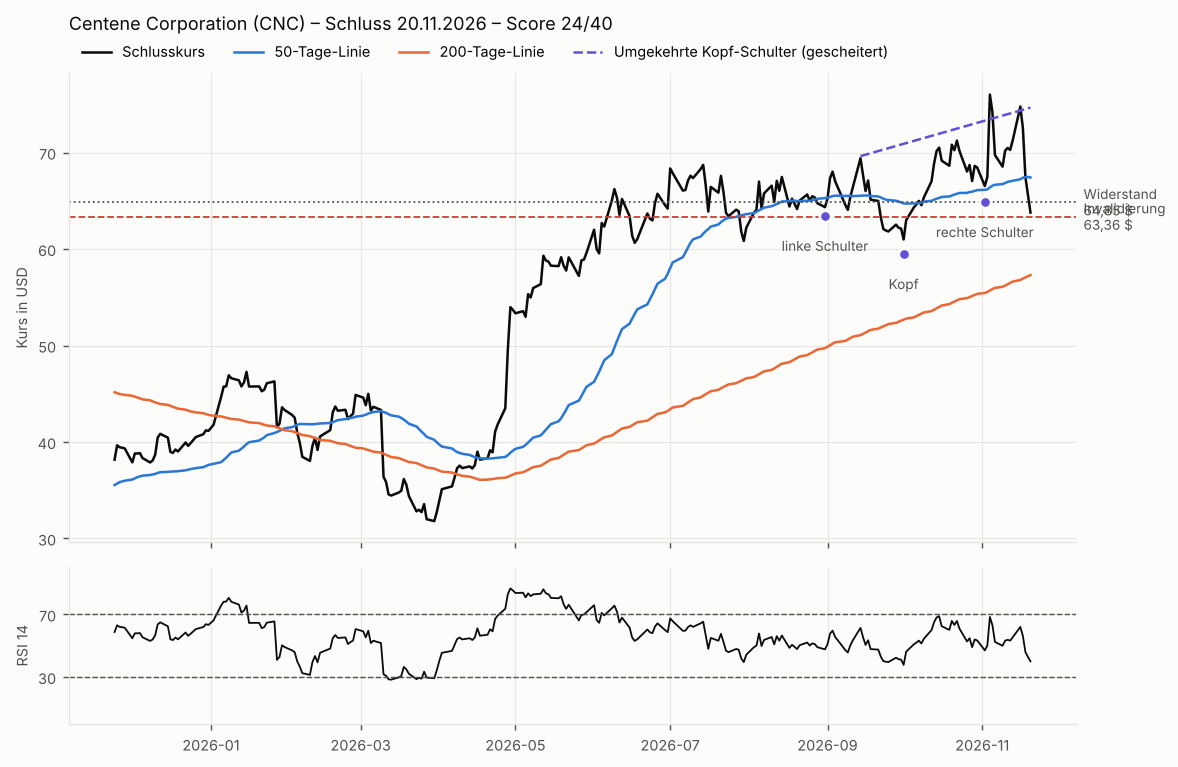 Centene Corporation (CNC) – Schluss 20.11.2026 – Score 24/40
Schlusskurs 50-Tage-Linie 200-Tage-Linie Umgekehrte Kopf-Schulter (gescheitert)
Kurs in USD
70
60
50
40
30
linke Schulter
Kopf
rechte Schulter
Widerstand
63,36 $
RSI 14
70
30
2026-01 2026-03 2026-05 2026-07 2026-09 2026-11